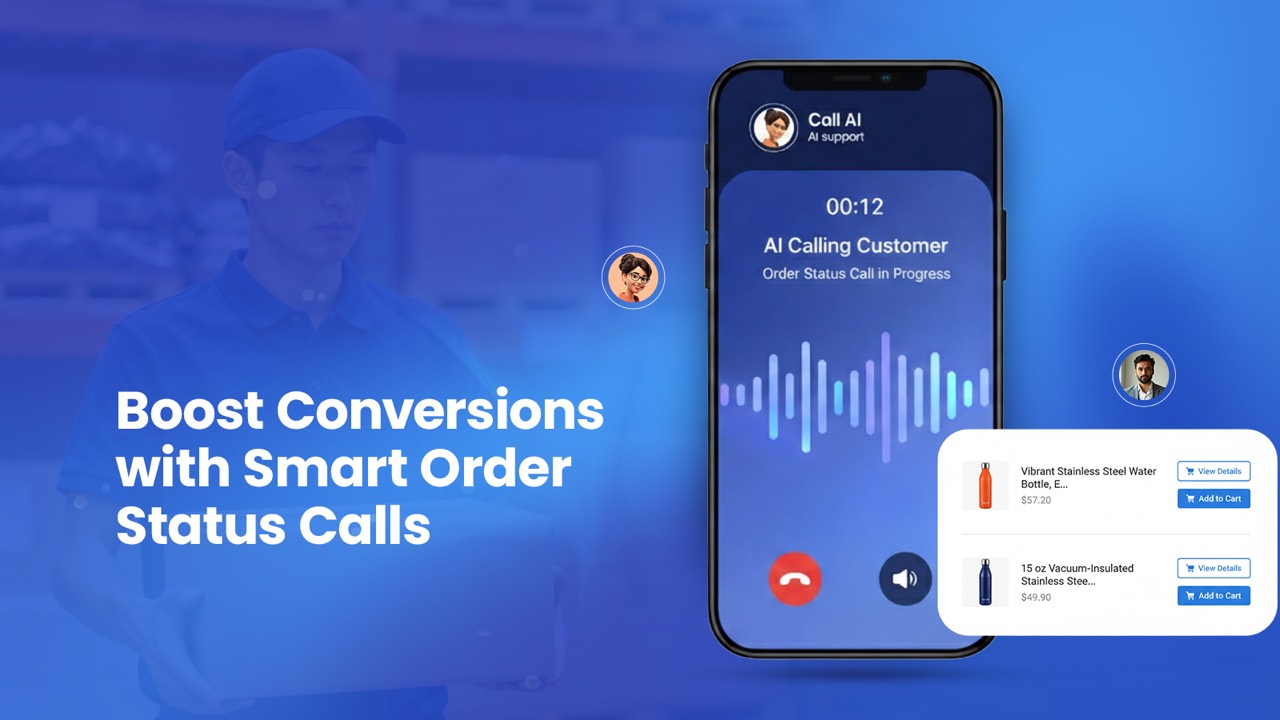 Boost Conversions
with Smart Order
Status Calls
Call AI
AI support
00:12
AI Calling Customer
Order Status Call in Progress
Vibrant Stainless Steel Water
Bottle, E...
$57.20
View Details
Add to Cart
15 oz Vacuum-Insulated
Stainless Stee...
$49.90
View Details
Add to Cart